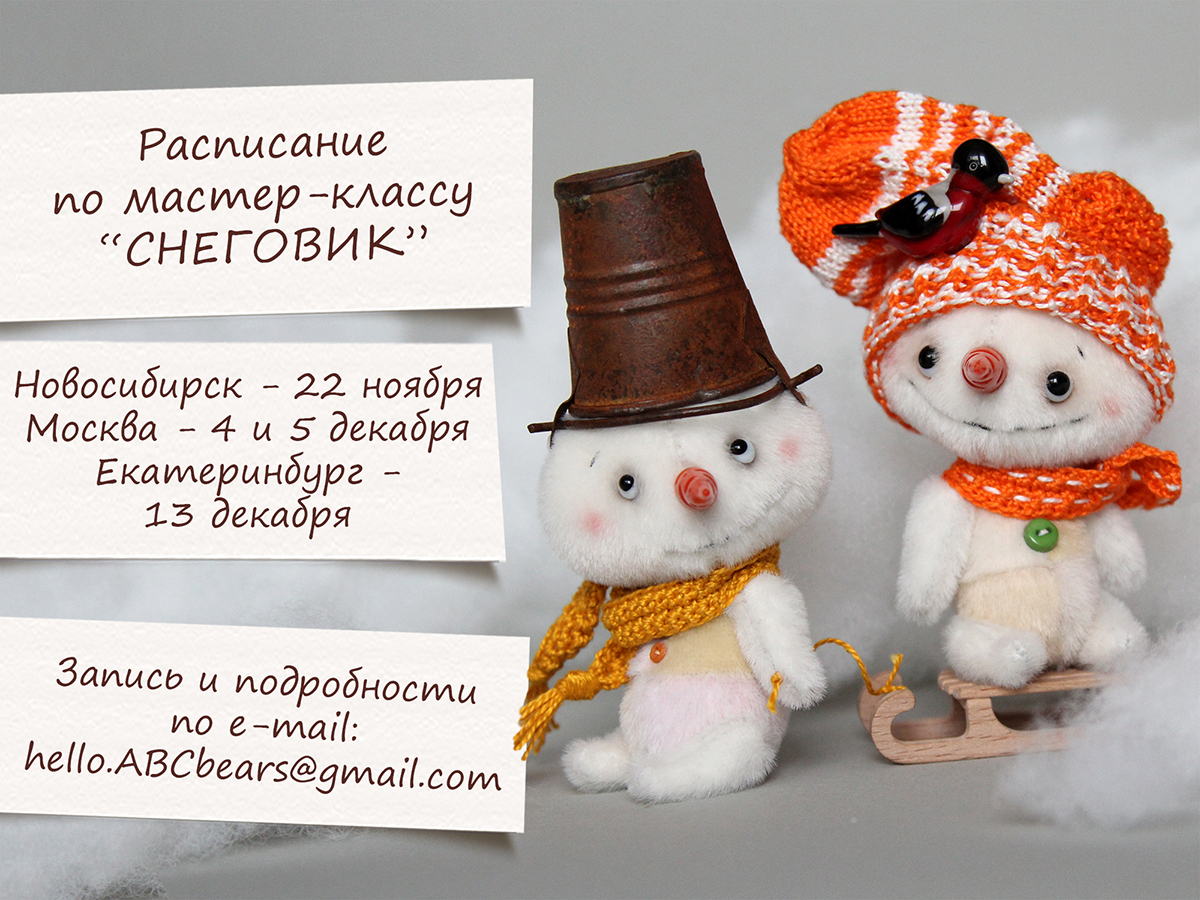 Расписание
по мастер-классу
“СНЕГОВИК”
Новосибирск - 22 ноября
Москва - 4 и 5 декабря
Екатеринбург -
13 декабря
Запись и подробности
по e-mail:
hello.ABCbears@gmail.com